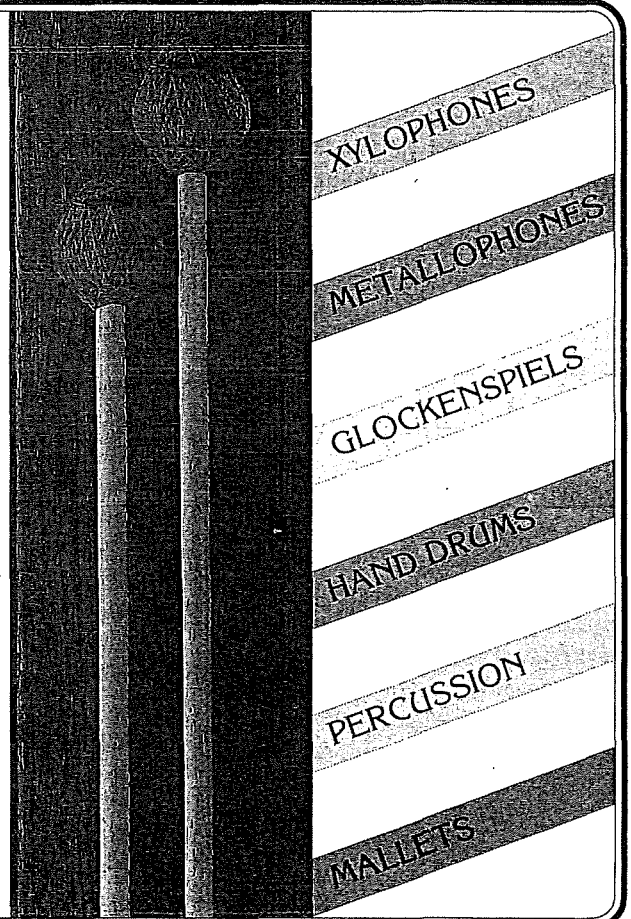 XYLOPHONES
METALLOPHONES
GLOCKENSPIELS
HAND DRUMS
PERCUSSION
MALLETS